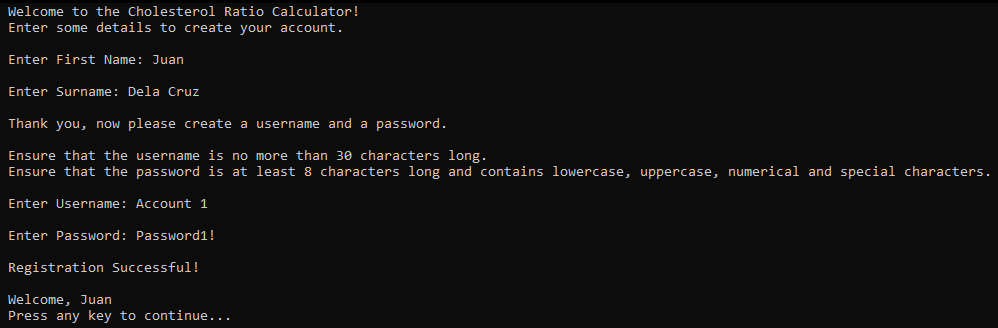 Welcome to the Cholesterol Ratio Calculator!
Enter some details to create your account.
Enter First Name: Juan
Enter Surname: Dela Cruz
Thank you, now please create a username and a password.
Ensure that the username is no more than 30 characters long.
Ensure that the password is at least 8 characters long and contains lowercase, uppercase, numerical and special characters.
Enter Username: Account 1
Enter Password: Password1!
Registration Successful!
Welcome, Juan
Press any key to continue...